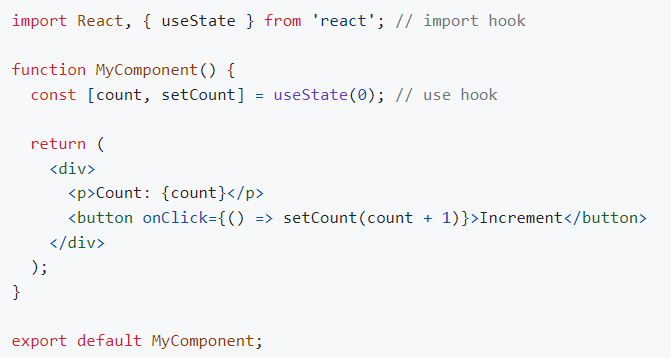 import React, { useState } from 'react'; // import hook
function MyComponent() {
const [count, setCount] = useState(0); // use hook
return (
<div>
<p>Count: {count}</p>
<button onClick={() => setCount(count + 1)}>Increment</button>
</div>
);
}
export default MyComponent;